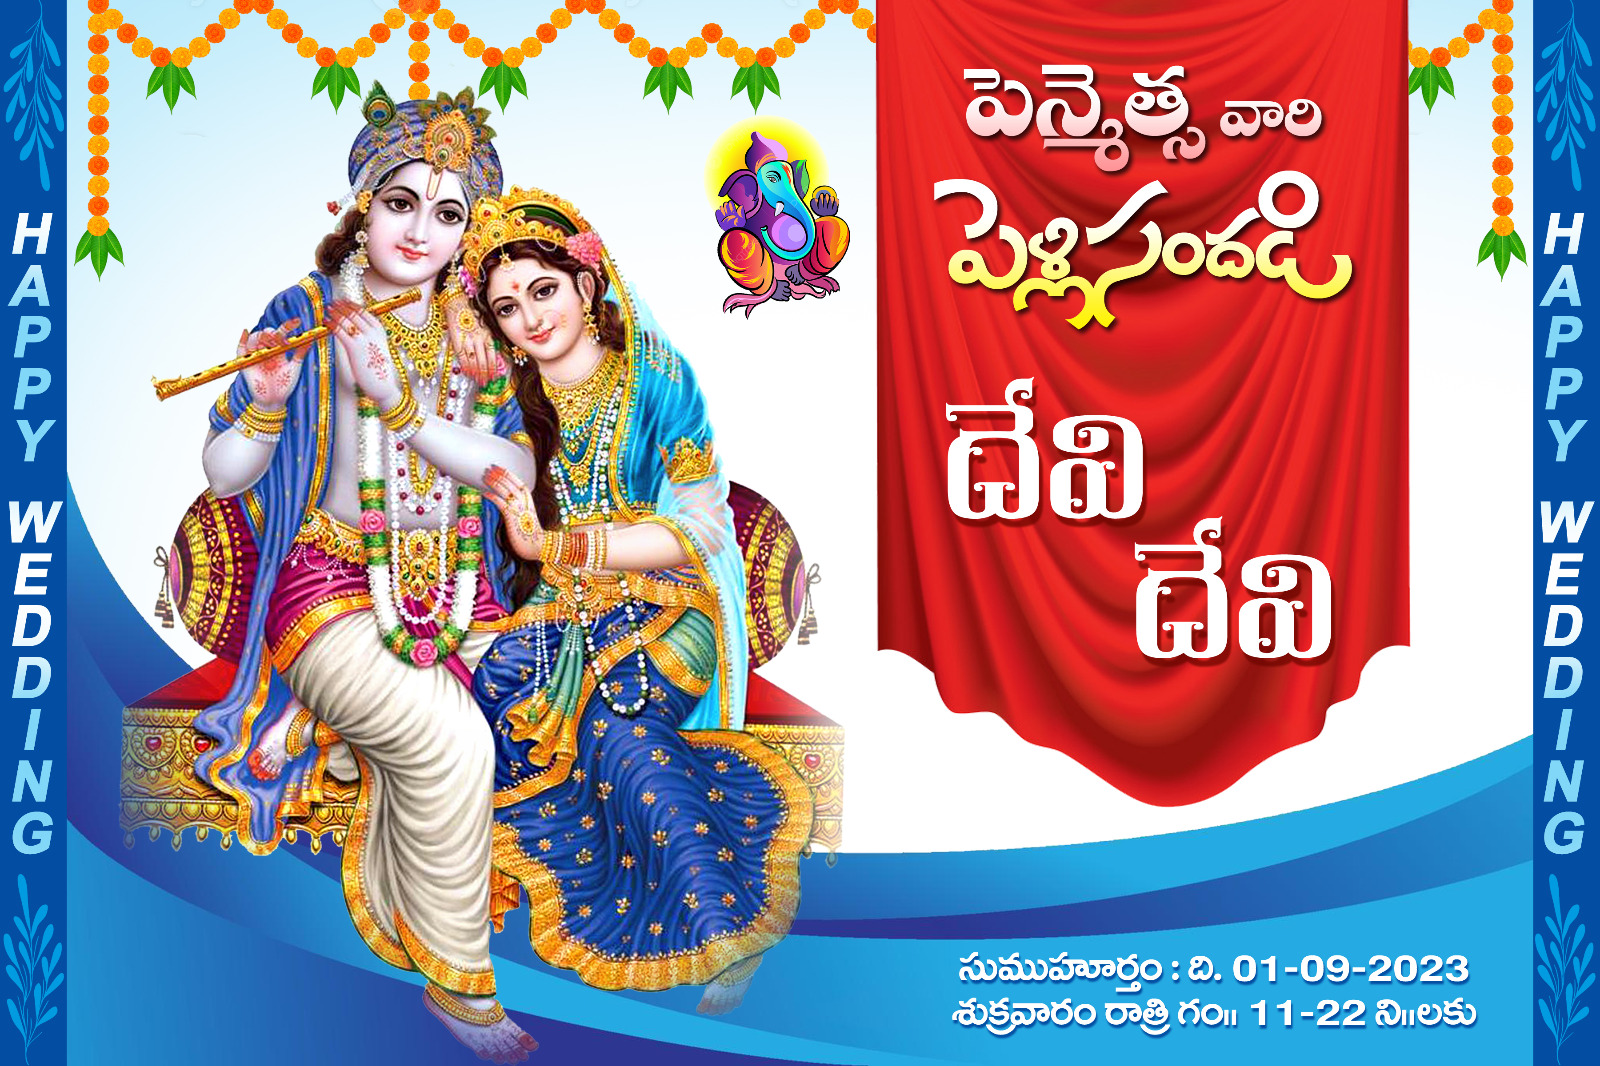 HAPPY WEDDING
పెన్మెత్స వారి
పెళ్లిసందడి
దేవి
దేవి
సుముహూర్తం : ది. 01-09-2023
శుక్రవారం రాత్రి గం॥ 11-22 ని॥లకు
HAPPY WEDDING